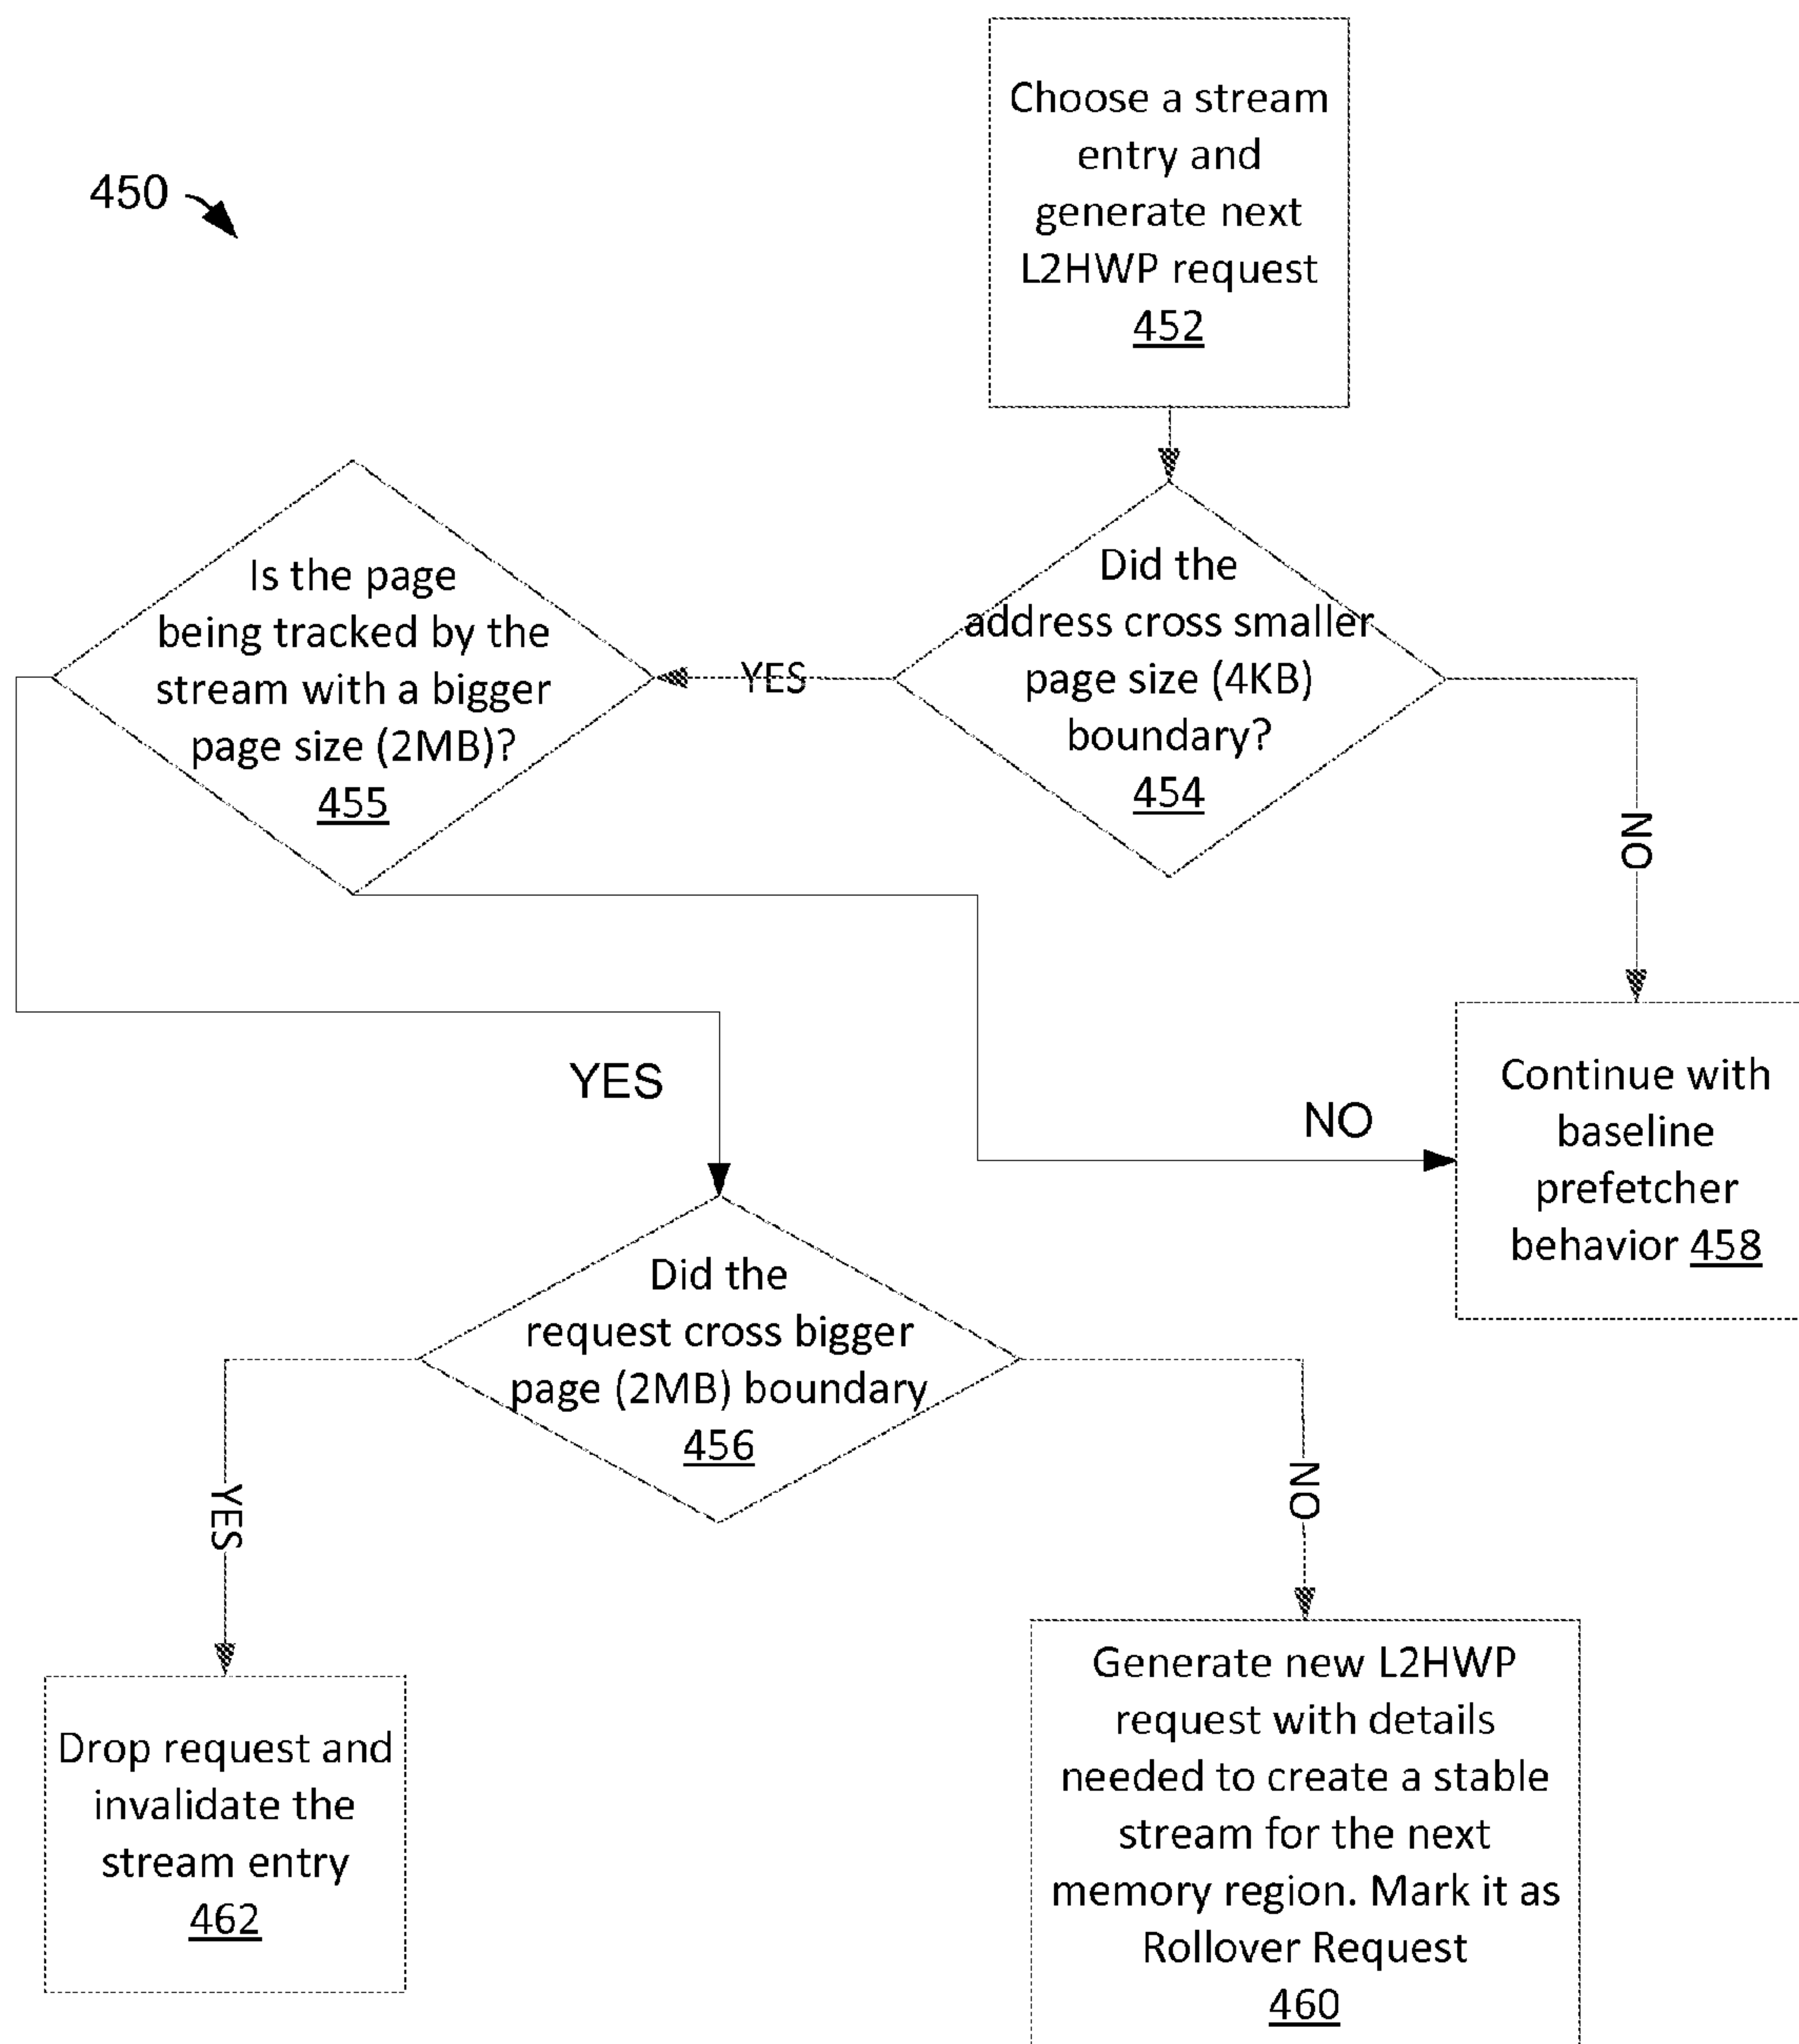 450
Choose a stream
entry and
generate next
L2HWP request
452
Is the page
being tracked by the
stream with a bigger
page size (2MB)?
455
YES
Did the
address cross smaller
page size (4KB)
boundary?
454
NO
YES
NO
Continue with
baseline
prefetcher
behavior 458
Did the
request cross bigger
page (2MB) boundary
456
YES
NO
Drop request and
invalidate the
stream entry
462
Generate new L2HWP
request with details
needed to create a stable
stream for the next
memory region. Mark it as
Rollover Request
460